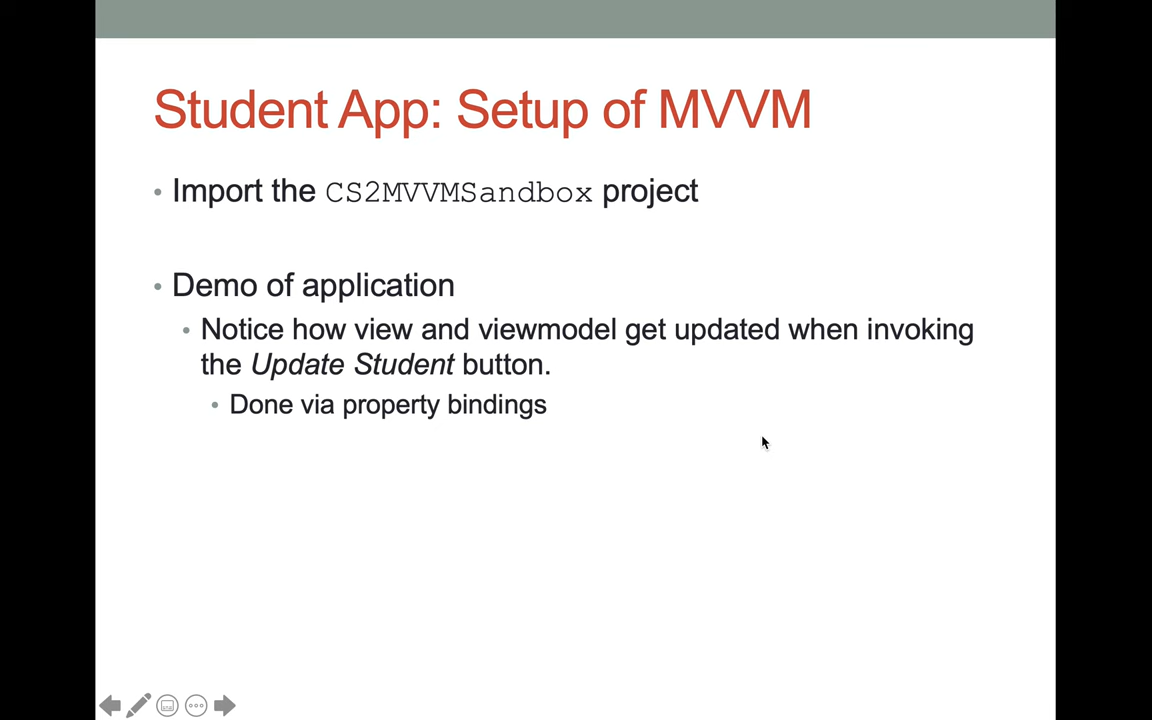 Student App: Setup of MVVM
• Import the CS2MVVMSandbox project
• Demo of application
• Notice how view and viewmodel get updated when invoking
the Update Student button.
• Done via property bindings